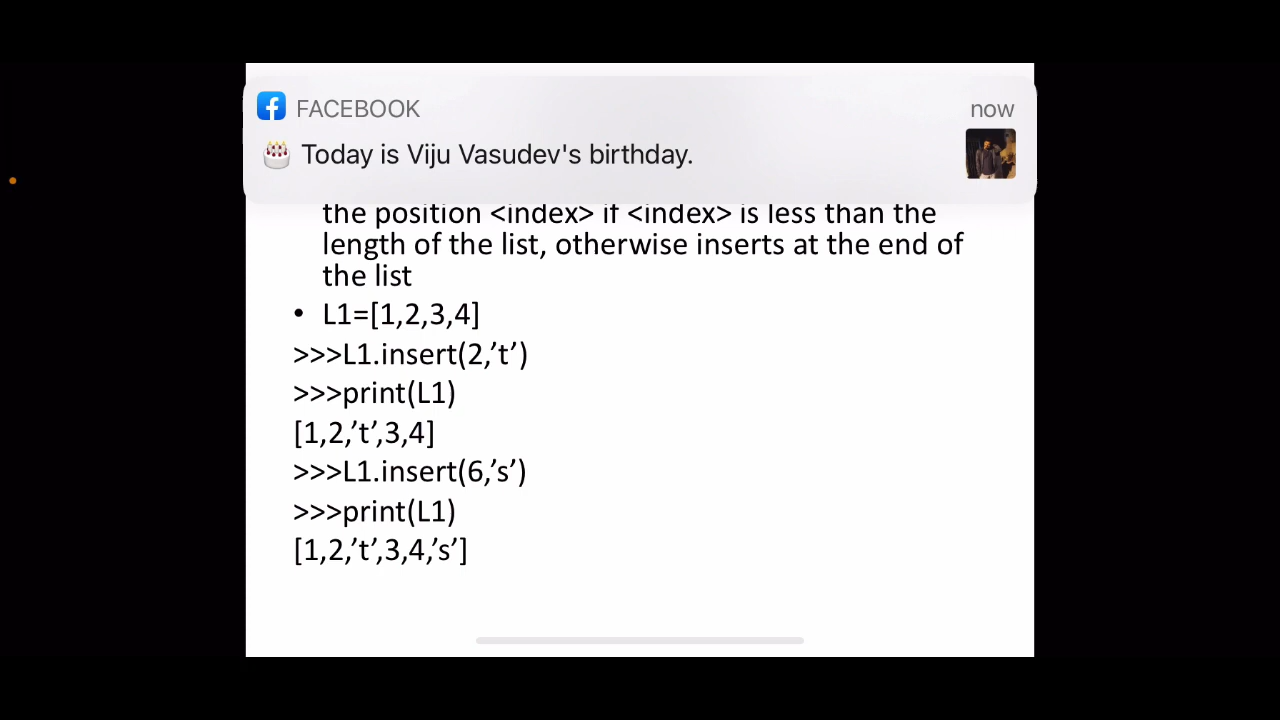 FACEBOOK now
Today is Viju Vasudev's birthday.
the position <index> if <index> is less than the
length of the list, otherwise inserts at the end of
the list
• L1=[1,2,3,4]
>>>L1.insert(2,’t’)
>>>print(L1)
[1,2,’t’,3,4]
>>>L1.insert(6,’s’)
>>>print(L1)
[1,2,’t’,3,4,’s’]